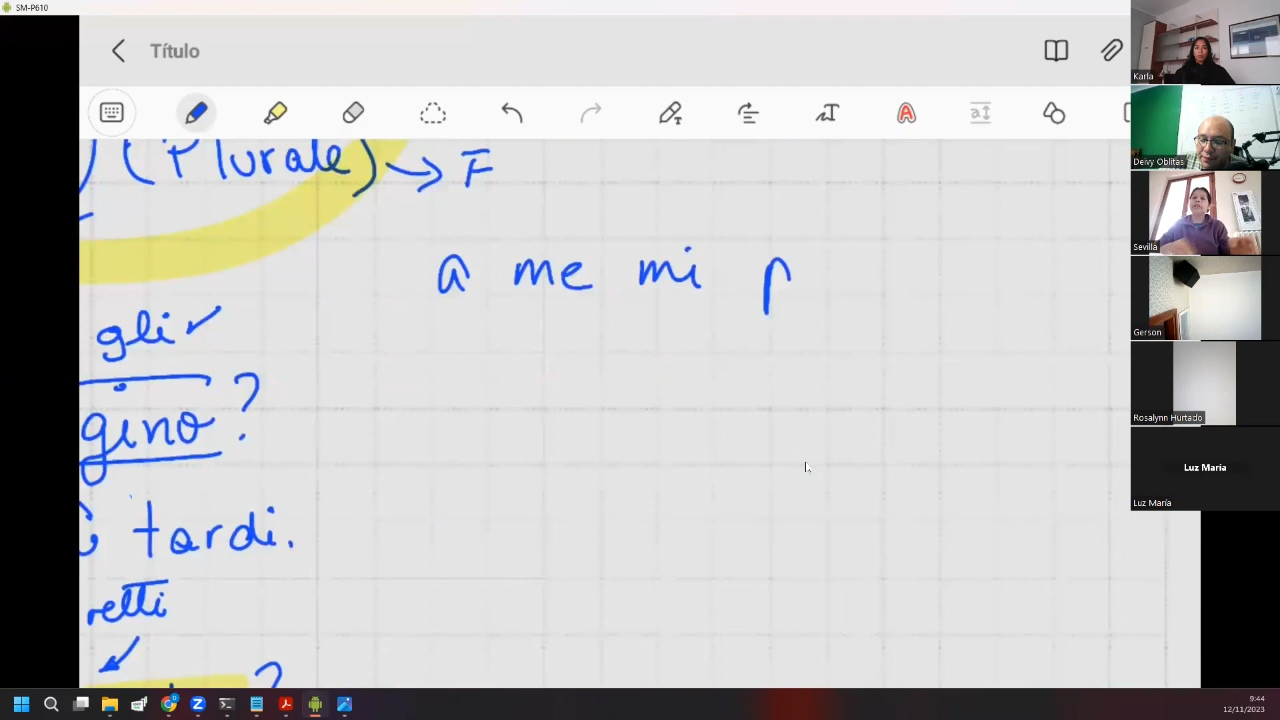 SM-P610
Título
(Plurale) → F
a me mi p
gli ✓
gino?
tardi.
retti
?
Karla
Deivy Oblitas
Sevilla
Gerson
Rosalynn Hurtado
Luz María
Luz María
9:44
12/11/2023